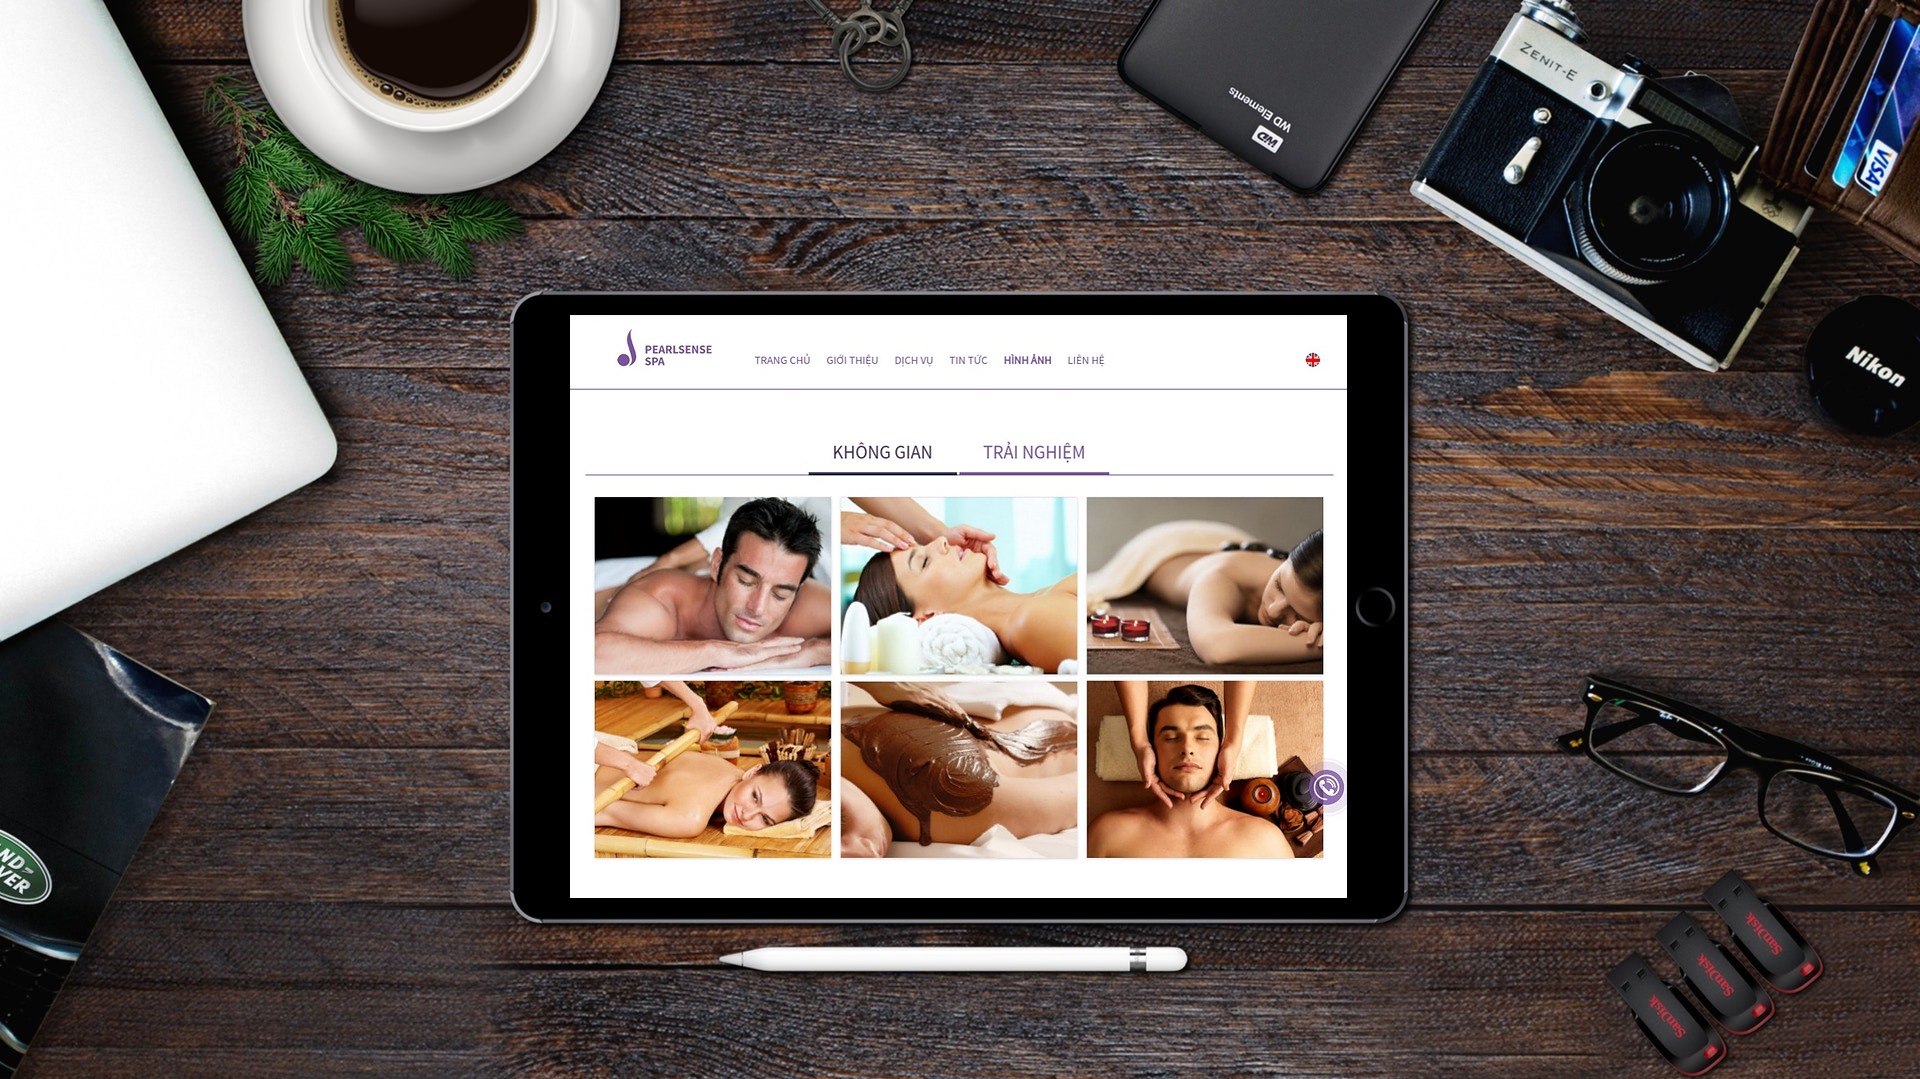 WD Elements
WD
ZENIT-E
VISA
Nikon
PEARLSENSE
SPA
TRANG CHỦ GIỚI THIỆU DỊCH VỤ TIN TỨC HÌNH ẢNH LIÊN HỆ
KHÔNG GIAN TRẢI NGHIỆM
SanDisk
SanDisk
SanDisk